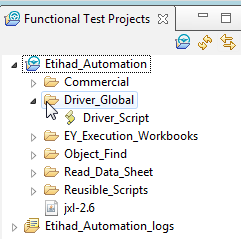 Functional Test Projects
Etihad_Automation
Commercial
Driver_Global
Driver_Script
EY_Execution_Workbooks
Object_Find
Read_Data_Sheet
Reusible_Scripts
jxl-2.6
Etihad_Automation_logs